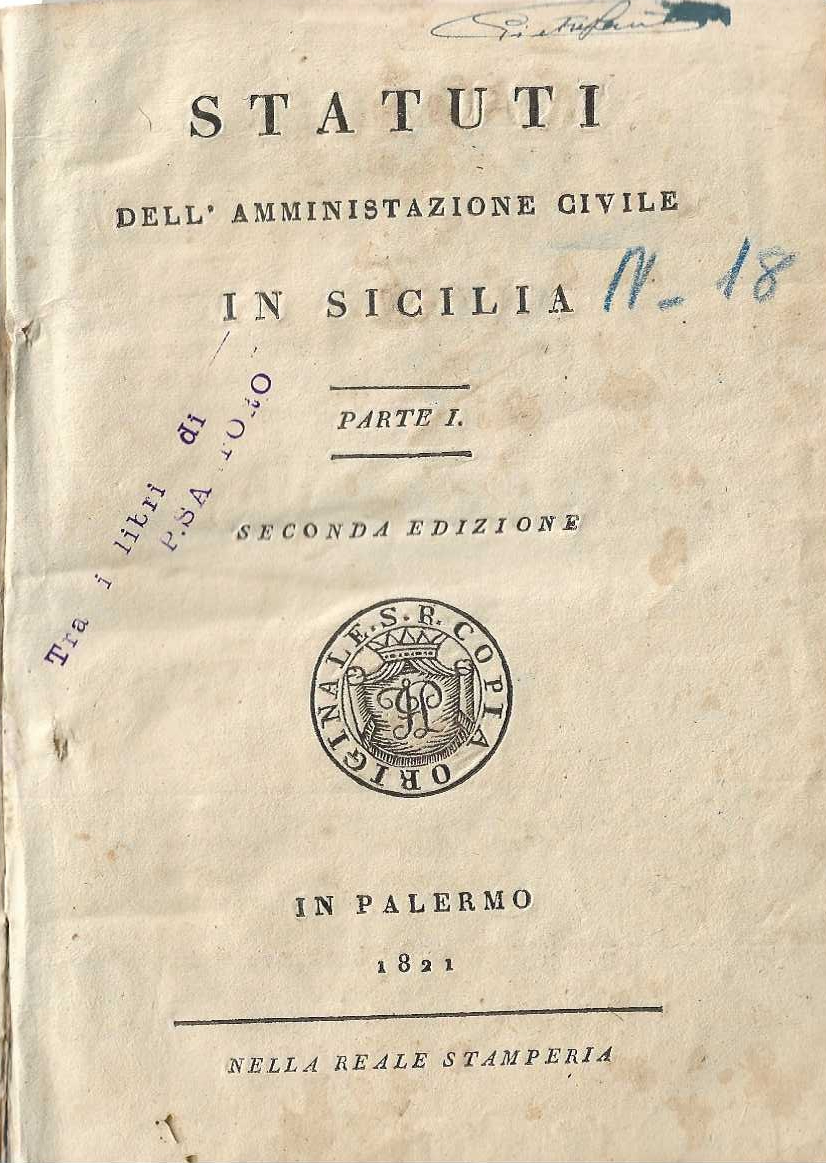 STATUTI
DELL' AMMINISTAZIONE CIVILE
IN SICILIA
N- 18
PARTE I.
Tra i libri di
SECONDA EDIZIONE
ORIGINALE. S. R. COPIA
IN PALERMO
1821
NELLA REALE STAMPERIA